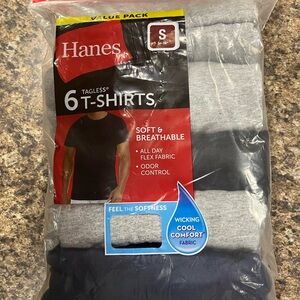 VALUE PACK
Hanes
S
6 TAGLESS®
T-SHIRTS
SOFT &
BREATHABLE
• ALL DAY
FLEX FABRIC
• ODOR
CONTROL
FEEL THE SOFTNESS
WICKING
COOL
COMFORT
FABRIC